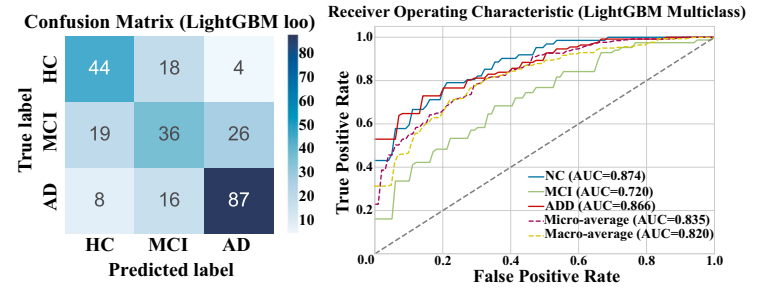 Confusion Matrix (LightGBM loo)
True label
HC
MCI
AD
44 18 4
19 36 26
8 16 87
HC MCI AD
Predicted label
80
70
60
50
40
30
20
10
Receiver Operating Characteristic (LightGBM Multiclass)
True Positive Rate
1.0
0.8
0.6
0.4
0.2
NC (AUC=0.874)
MCI (AUC=0.720)
ADD (AUC=0.866)
Micro-average (AUC=0.835)
Macro-average (AUC=0.820)
0.0 0.2 0.4 0.6 0.8 1.0
False Positive Rate